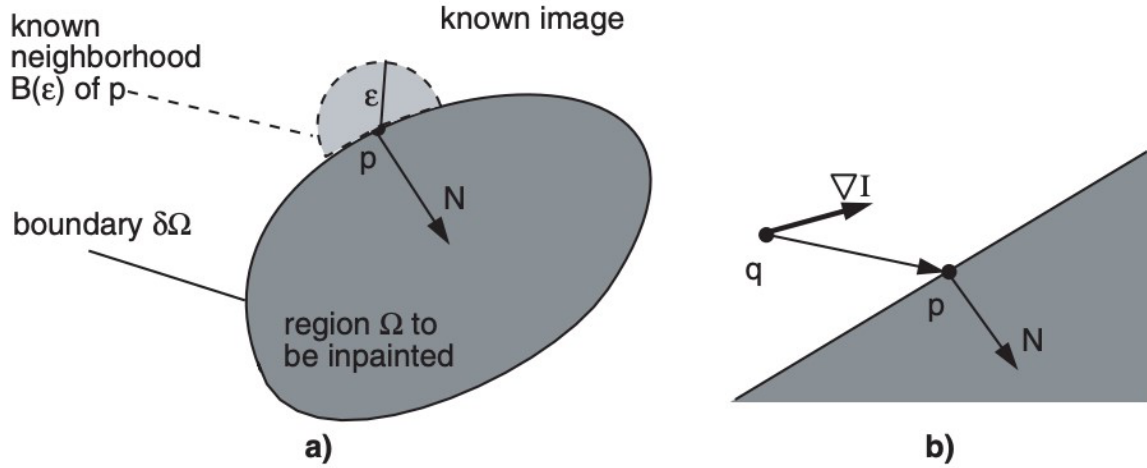 known
neighborhood
B(ε) of p
known image
ε
p
N
boundary δΩ
region Ω to
be inpainted
a)
∇I
q
p
N
b)